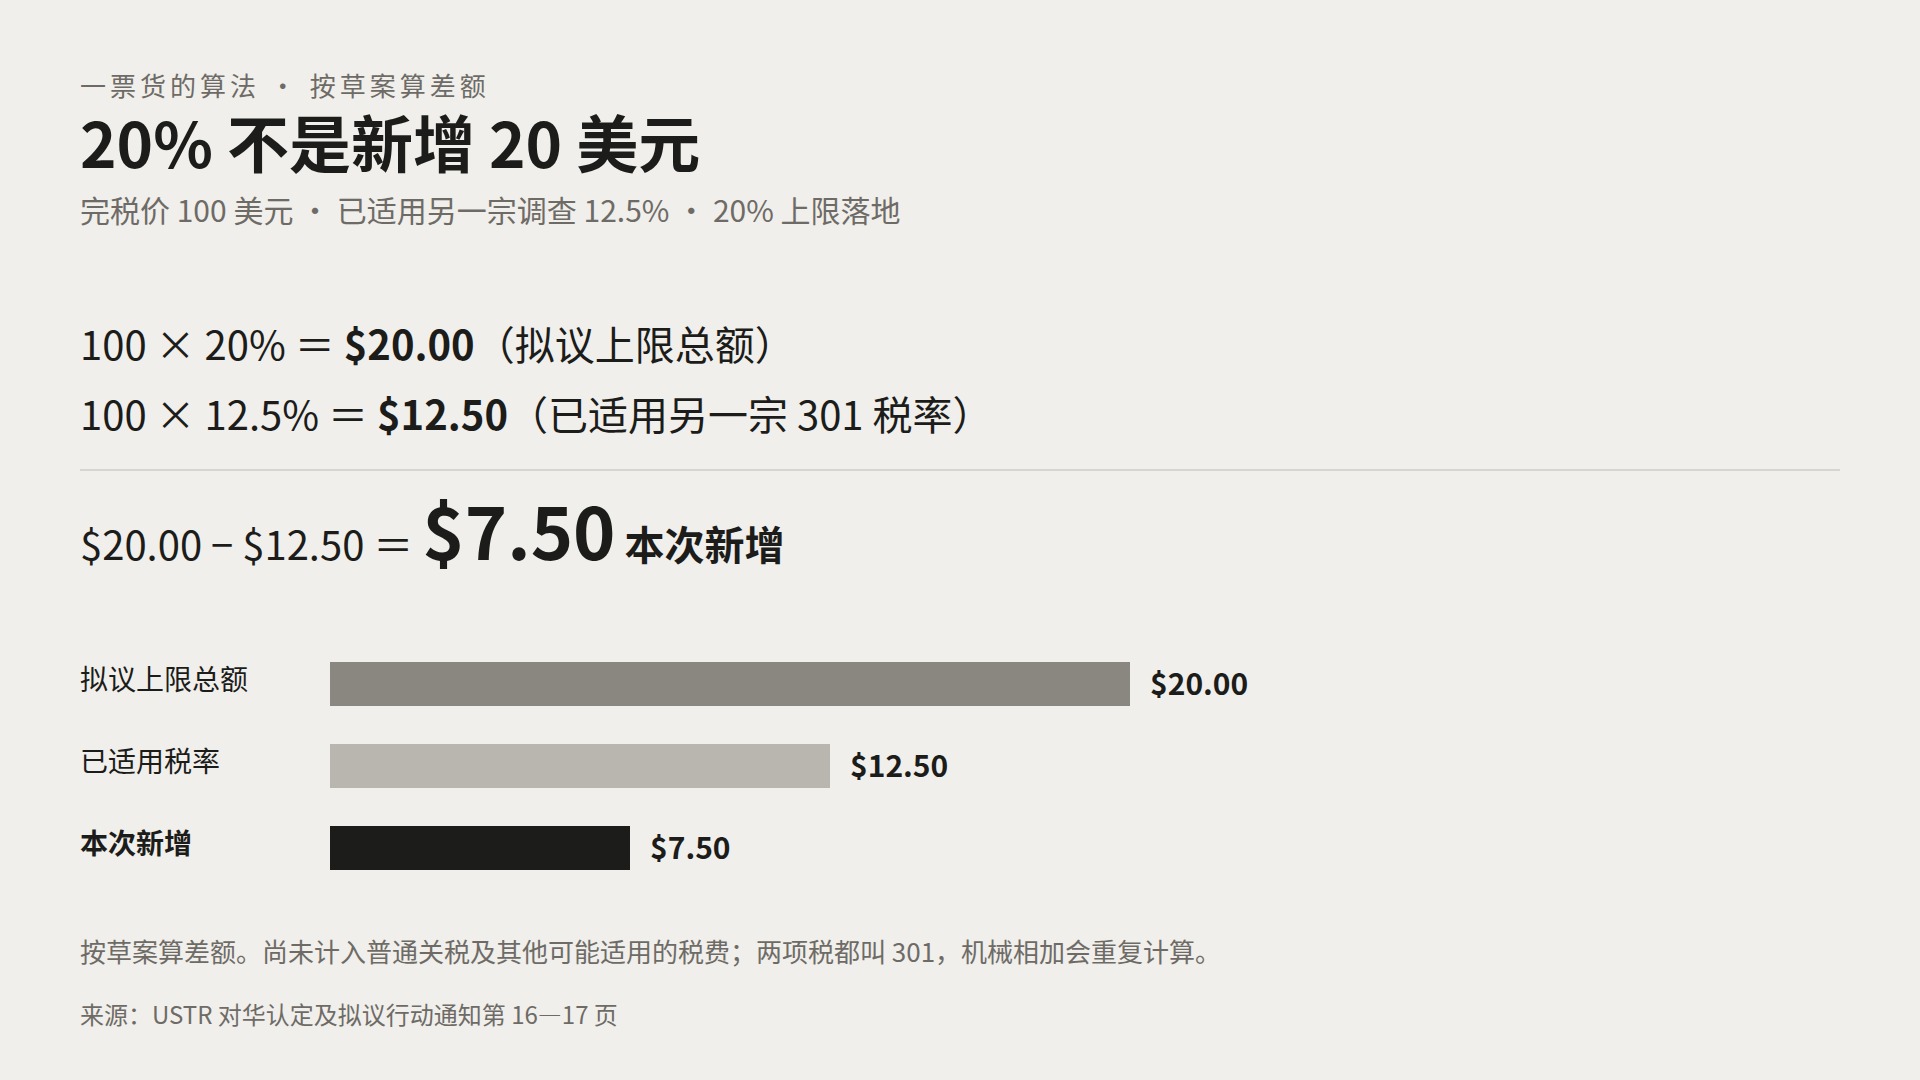 一票货的算法 · 按草案算差额
20% 不是新增 20 美元
完税价 100 美元 · 已适用另一宗调查 12.5% · 20% 上限落地
100 × 20% ＝ $20.00（拟议上限总额）
100 × 12.5% ＝ $12.50（已适用另一宗 301 税率）
$20.00 − $12.50 ＝ $7.50 本次新增
拟议上限总额 $20.00
已适用税率 $12.50
本次新增 $7.50
按草案算差额。尚未计入普通关税及其他可能适用的税费；两项税都叫 301，机械相加会重复计算。
来源：USTR 对华认定及拟议行动通知第 16—17 页